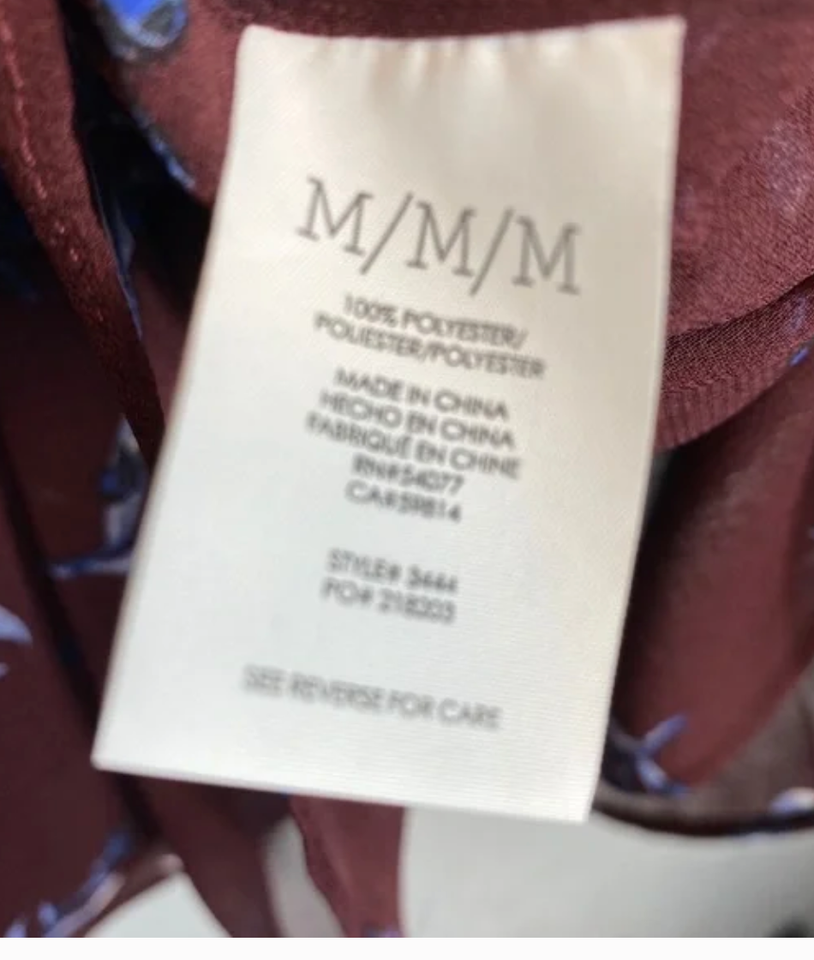 M/M/M
100% POLYESTER/
POLIESTER/POLYESTER
MADE IN CHINA
HECHO EN CHINA
FABRIQUÉ EN CHINE
RN#54077
CA#59814
STYLE# 3444
PO# 218203
SEE REVERSE FOR CARE